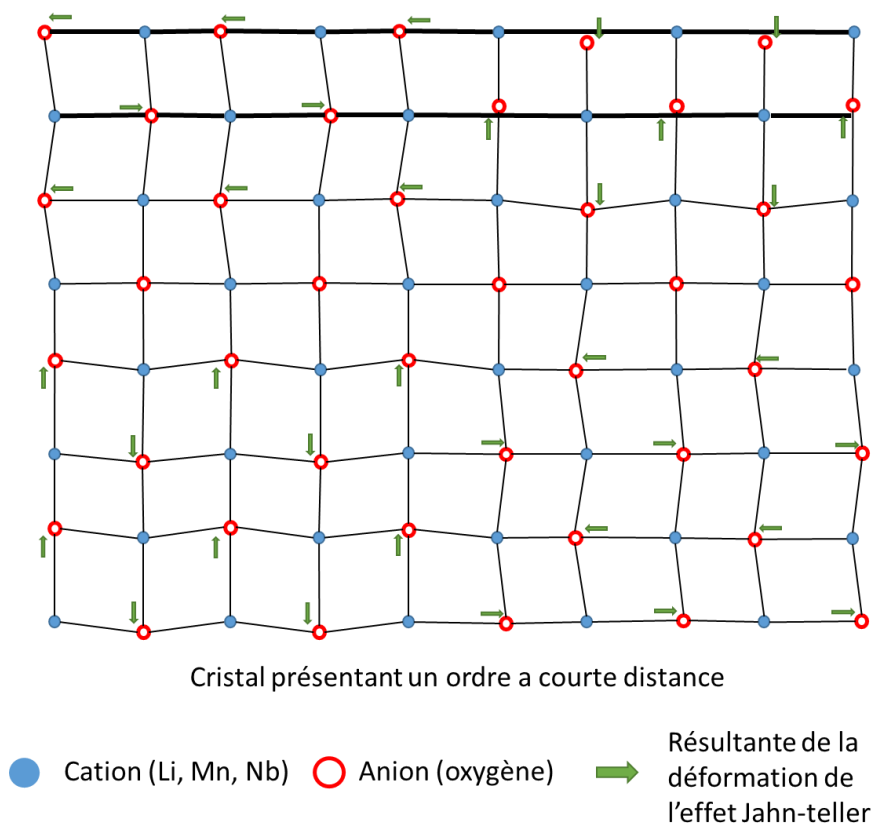 Cristal présentant un ordre a courte distance
Cation (Li, Mn, Nb)
Anion (oxygène)
Résultante de la
déformation de
l'effet Jahn-teller